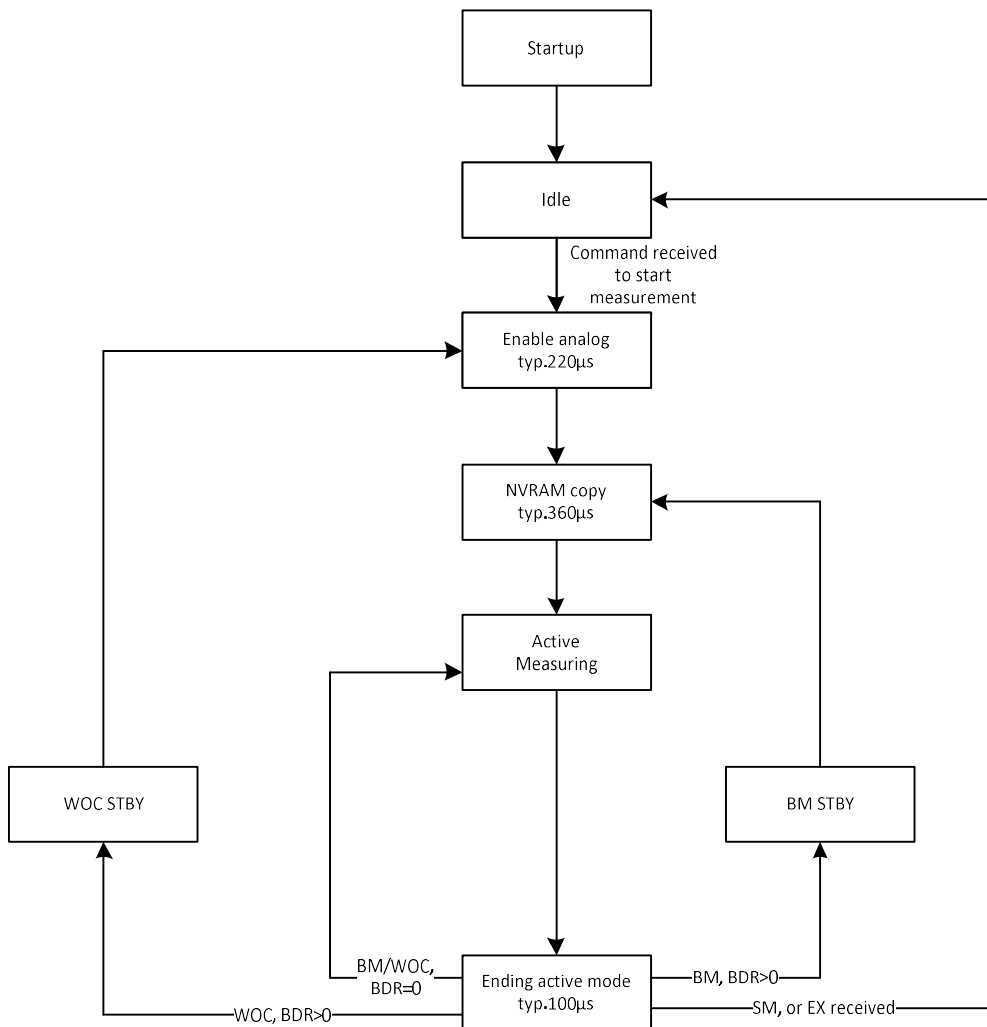 Startup
Idle
Command received
to start
measurement
Enable analog
typ.220µs
NVRAM copy
typ.360µs
Active
Measuring
WOC STBY
BM STBY
BM/WOC,
BDR=0
Ending active mode
typ.100µs
BM, BDR>0
WOC, BDR>0
SM, or EX received